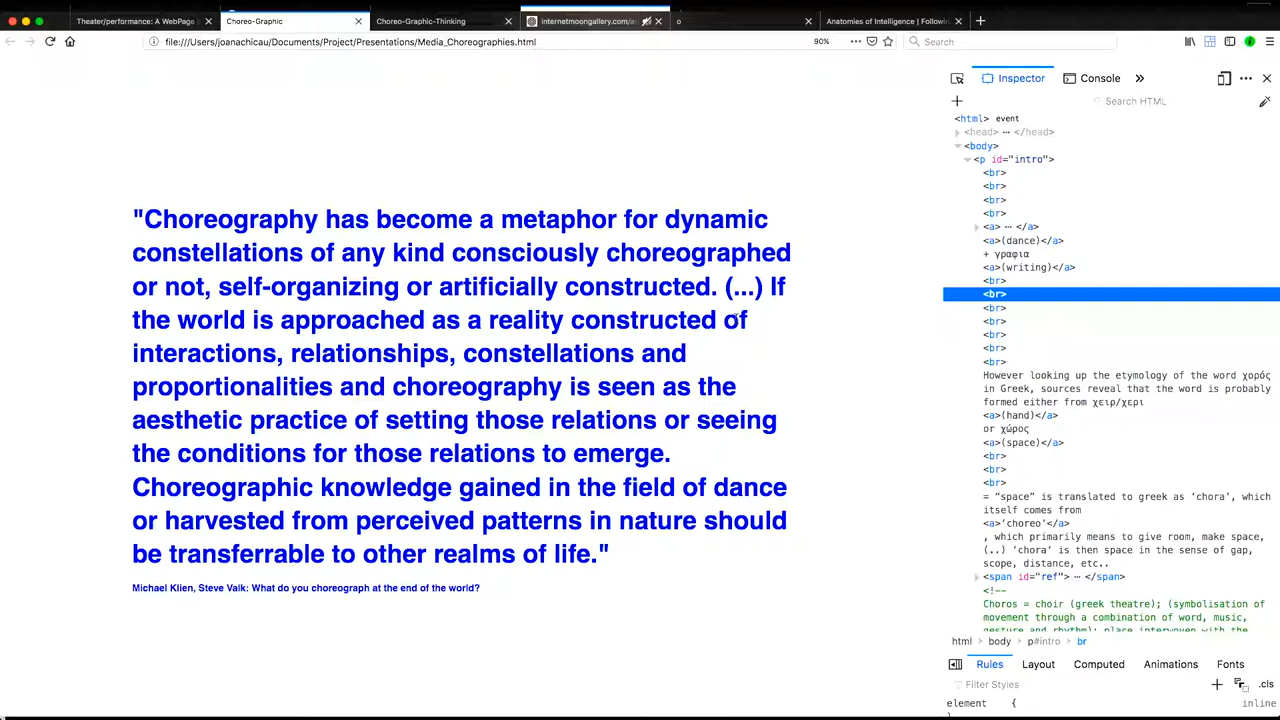 Theater/performance: A WebPage
Choreo-Graphic
Choreo-Graphic-Thinking
internetmoongallery.com/a
o
Anatomies of Intelligence | Followin
file:///Users/joanachicau/Documents/Project/Presentations/Media_Choreographies.html
90%
Search
Inspector
Console
Search HTML
<html> event
<head> ⋯ </head>
<body>
<p id="intro">
<br>
<br>
<br>
<br>
<a> ⋯ </a>
<a>(dance)</a>
+ γραφια
<a>(writing)</a>
<br>
<br>
<br>
<br>
<br>
<br>
<br>
However looking up the etymology of the word χορός
in Greek, sources reveal that the word is probably
formed either from χειρ/χερι
<a>(hand)</a>
or χώρος
<a>(space)</a>
<br>
<br>
<br>
= “space” is translated to greek as ‘chora’, which
itself comes from
<a>‘choreo’</a>
, which primarily means to give room, make space,
(..) ‘chora’ is then space in the sense of gap,
scope, distance, etc..
<span id="ref"> ⋯ </span>
<!--
Choros = choir (greek theatre); (symbolisation of
movement through a combination of word, music,
gesture and rhythm); place interwoven with the
html body p#intro br
Rules Layout Computed Animations Fonts
Filter Styles
.cls
element {
inline
"Choreography has become a metaphor for dynamic
constellations of any kind consciously choreographed
or not, self-organizing or artificially constructed. (...) If
the world is approached as a reality constructed of
interactions, relationships, constellations and
proportionalities and choreography is seen as the
aesthetic practice of setting those relations or seeing
the conditions for those relations to emerge.
Choreographic knowledge gained in the field of dance
or harvested from perceived patterns in nature should
be transferrable to other realms of life."
Michael Klien, Steve Valk: What do you choreograph at the end of the world?